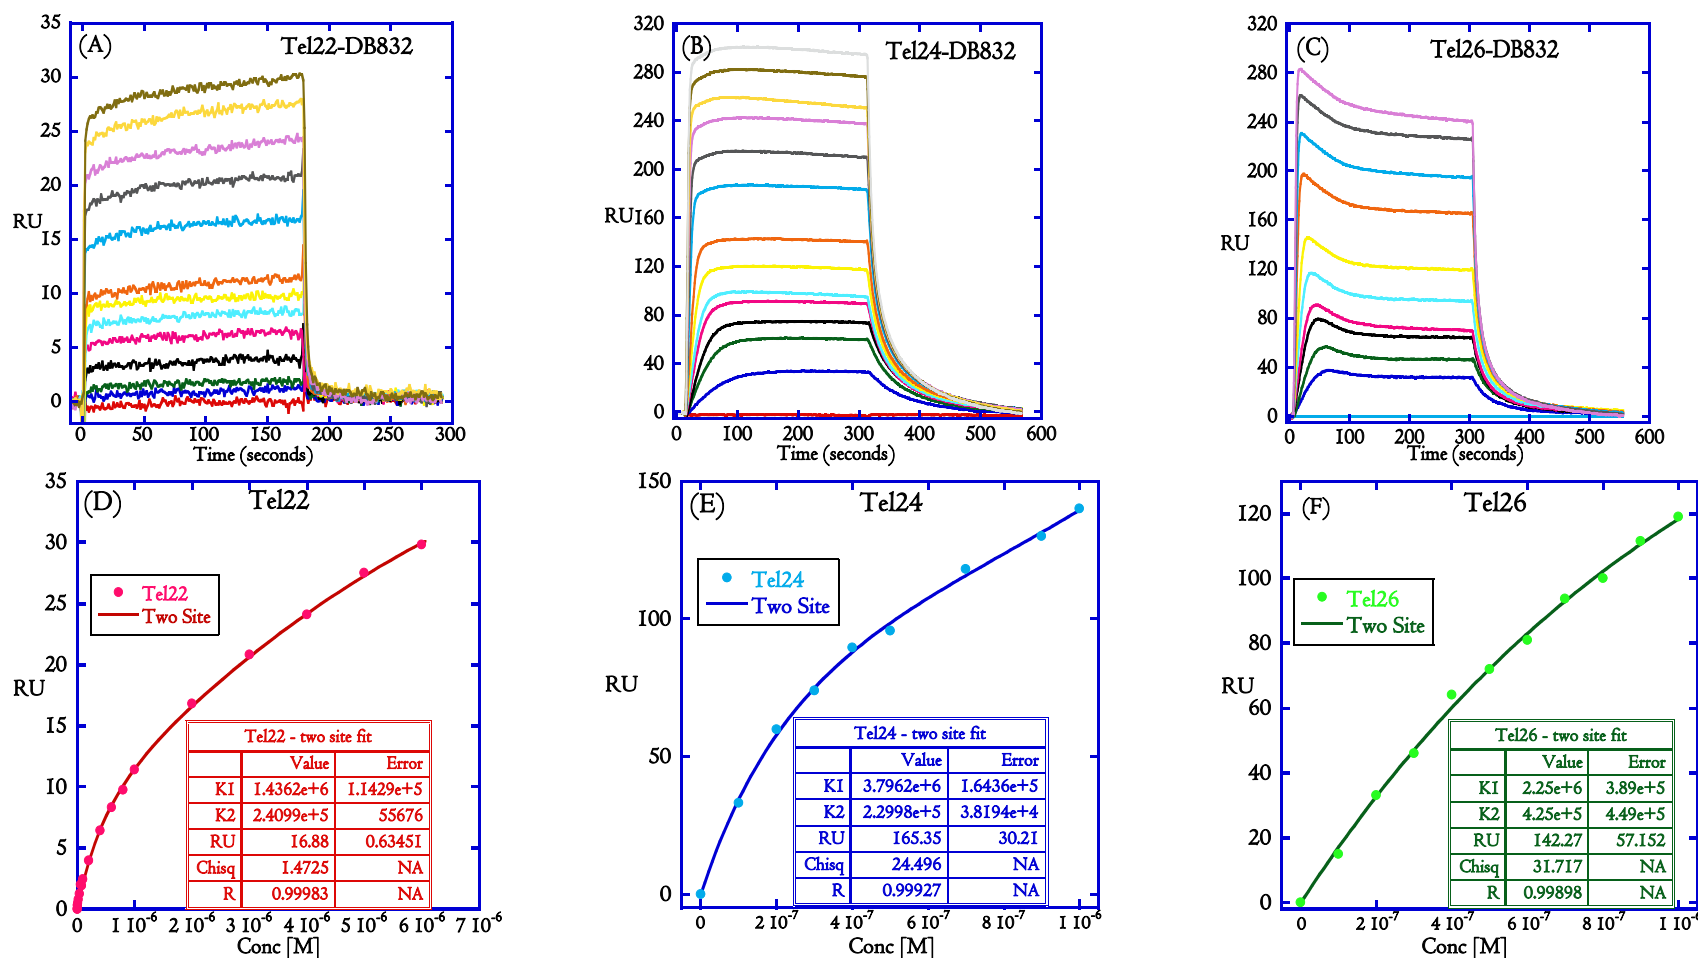 (A)
Tel22-DB832
35
30
25
20
15
10
5
0
RU
0 50 100 150 200 250 300
Time (seconds)
(B)
Tel24-DB832
320
280
240
200
160
120
80
40
0
RU
0 100 200 300 400 500 600
Time (seconds)
(C)
Tel26-DB832
320
280
240
200
160
120
80
40
0
RU
0 100 200 300 400 500 600
Time (seconds)
(D)
Tel22
35
30
25
20
15
10
5
0
RU
Tel22
Two Site
Tel22 - two site fit
Value Error
K1 1.4362e+6 1.1429e+5
K2 2.4099e+5 55676
RU 16.88 0.63451
Chisq 1.4725 NA
R 0.99983 NA
0 1 10⁻⁶ 2 10⁻⁶ 3 10⁻⁶ 4 10⁻⁶ 5 10⁻⁶ 6 10⁻⁶ 7 10⁻⁶
Conc [M]
(E)
Tel24
150
100
50
0
RU
Tel24
Two Site
Tel24 - two site fit
Value Error
K1 3.7962e+6 1.6436e+5
K2 2.2998e+5 3.8194e+4
RU 165.35 30.21
Chisq 24.496 NA
R 0.99927 NA
0 2 10⁻⁷ 4 10⁻⁷ 6 10⁻⁷ 8 10⁻⁷ 1 10⁻⁶
Conc [M]
(F)
Tel26
120
100
80
60
40
20
0
RU
Tel26
Two Site
Tel26 - two site fit
Value Error
K1 2.25e+6 3.89e+5
K2 4.25e+5 4.49e+5
RU 142.27 57.152
Chisq 31.717 NA
R 0.99898 NA
0 2 10⁻⁷ 4 10⁻⁷ 6 10⁻⁷ 8 10⁻⁷ 1 10⁻⁶
Conc [M]